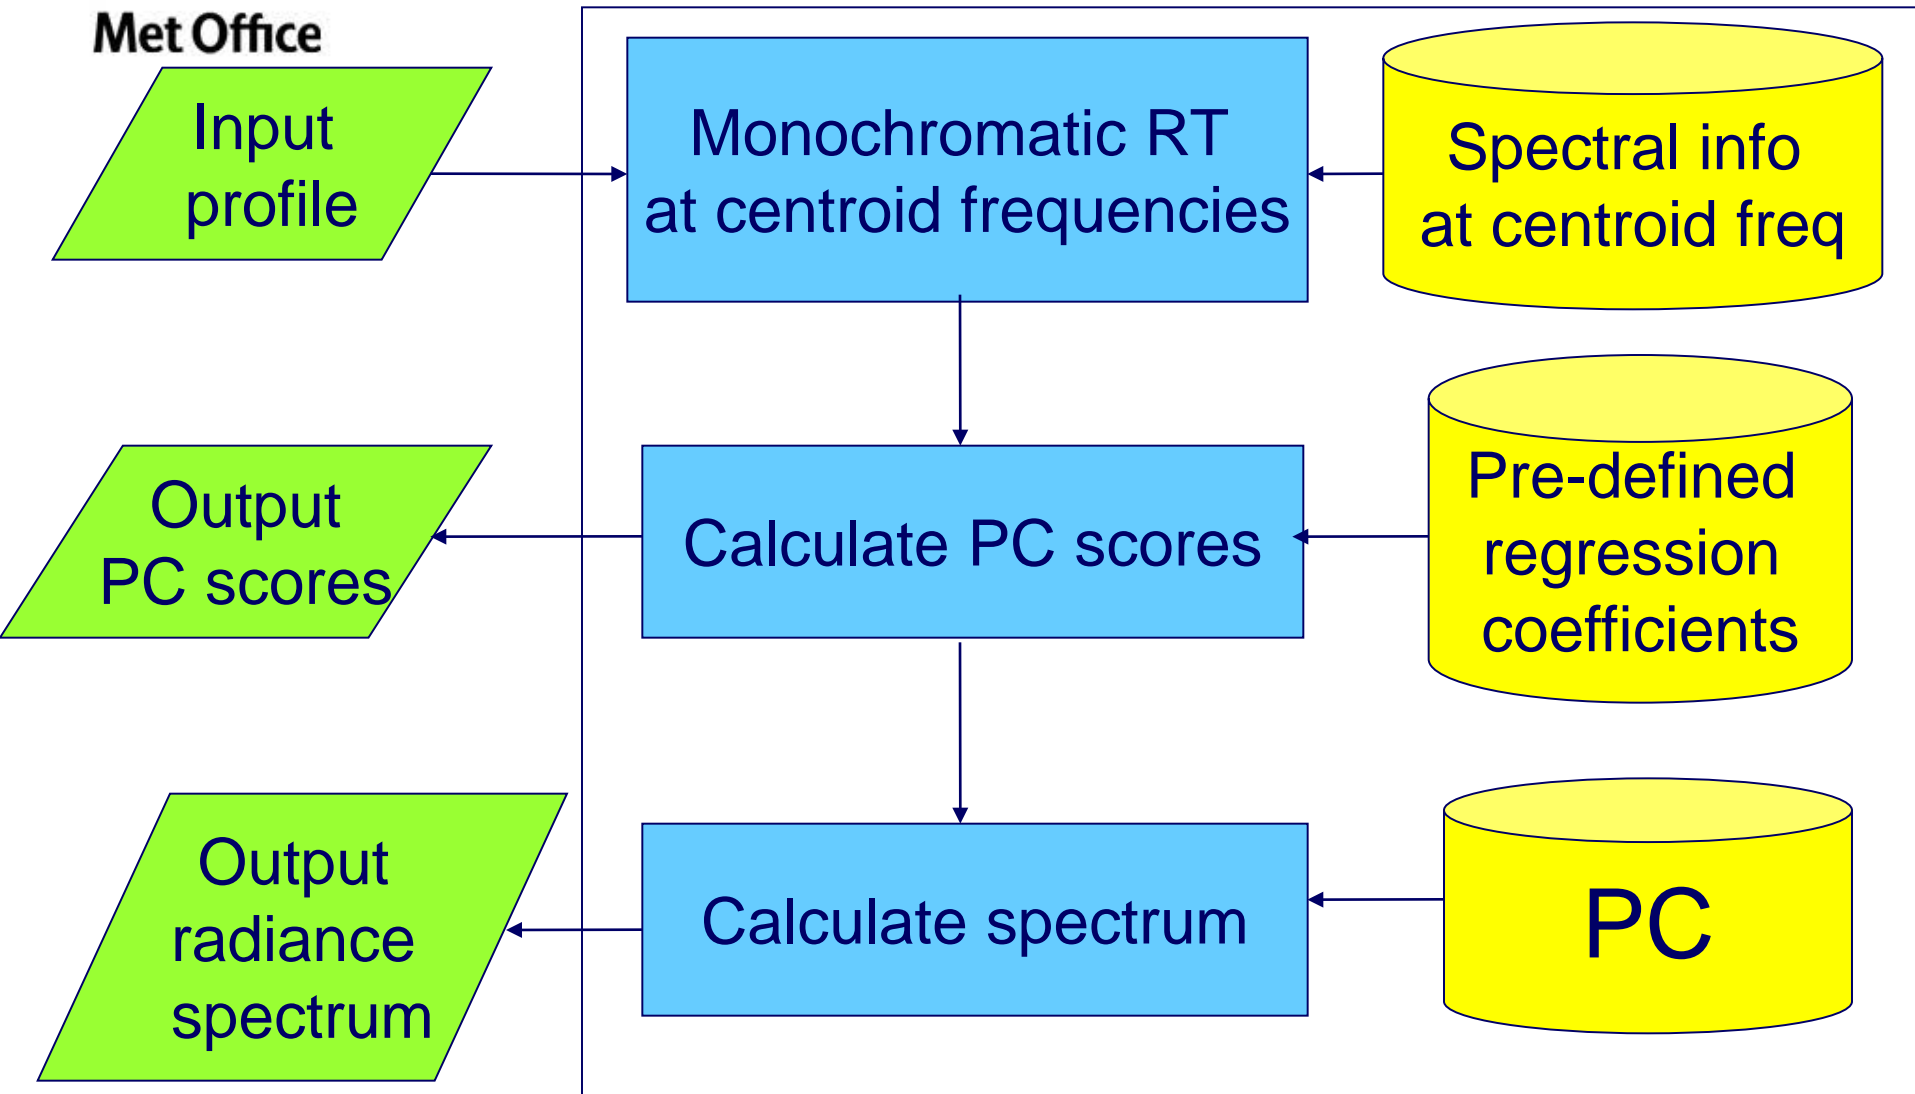 Met Office
Input
profile
Monochromatic RT
at centroid frequencies
Spectral info
at centroid freq
Output
PC scores
Calculate PC scores
Pre-defined
regression
coefficients
Output
radiance
spectrum
Calculate spectrum
PC